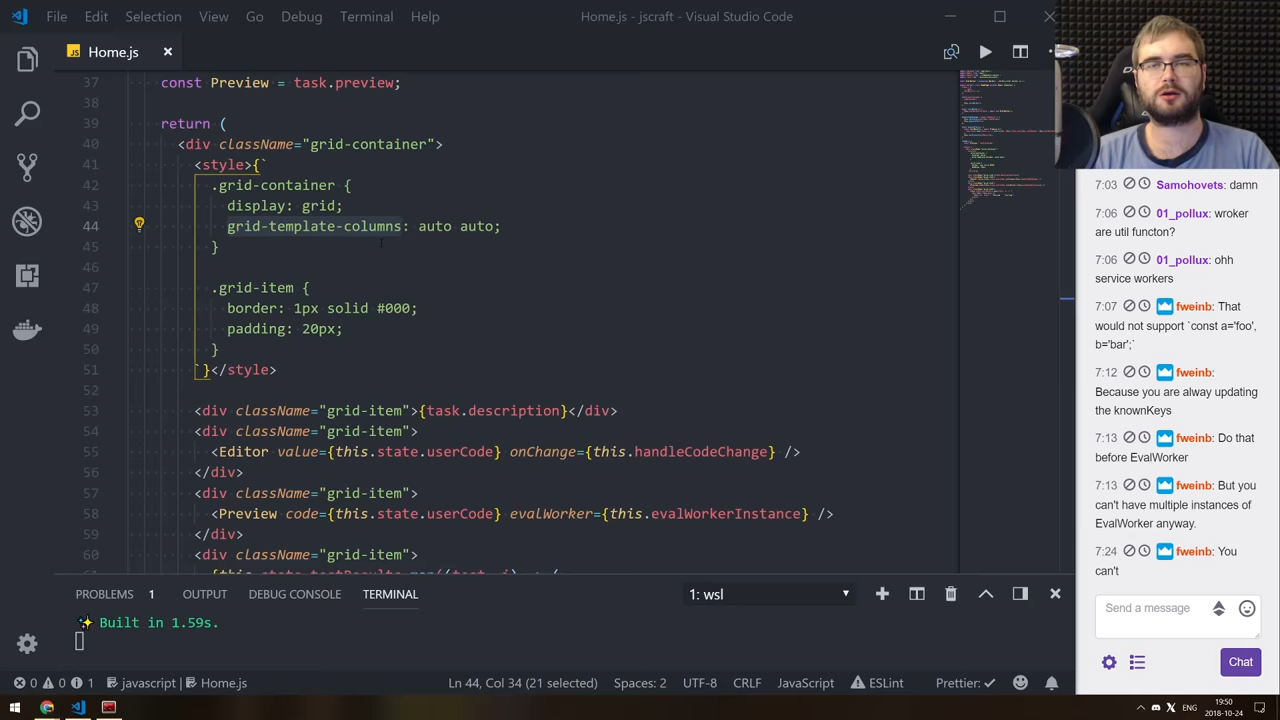 File Edit Selection View Go Debug Terminal Help Home.js - jscraft - Visual Studio Code
JS Home.js
37 const Preview = task.preview;
38
39 return (
40 <div className="grid-container">
41 <style>{`
42 .grid-container {
43 display: grid;
44 grid-template-columns: auto auto;
45 }
46
47 .grid-item {
48 border: 1px solid #000;
49 padding: 20px;
50 }
51 `}</style>
52
53 <div className="grid-item">{task.description}</div>
54 <div className="grid-item">
55 <Editor value={this.state.userCode} onChange={this.handleCodeChange} />
56 </div>
57 <div className="grid-item">
58 <Preview code={this.state.userCode} evalWorker={this.evalWorkerInstance} />
59 </div>
60 <div className="grid-item">
PROBLEMS 1 OUTPUT DEBUG CONSOLE TERMINAL 1: wsl
Built in 1.59s.
0 0 1 javascript Home.js Ln 44, Col 34 (21 selected) Spaces: 2 UTF-8 CRLF JavaScript ESLint Prettier: ✓
7:03 Samohovets: damn
7:06 01_pollux: wroker
are util functon?
7:06 01_pollux: ohh
service workers
7:07 fweinb: That
would not support `const a='foo',
b='bar';`
7:12 fweinb:
Because you are alway updating
the knownKeys
7:13 fweinb: Do that
before EvalWorker
7:13 fweinb: But you
can't have multiple instances of
EvalWorker anyway.
7:24 fweinb: You
can't
Send a message
Chat
ENG 19:50
2018-10-24